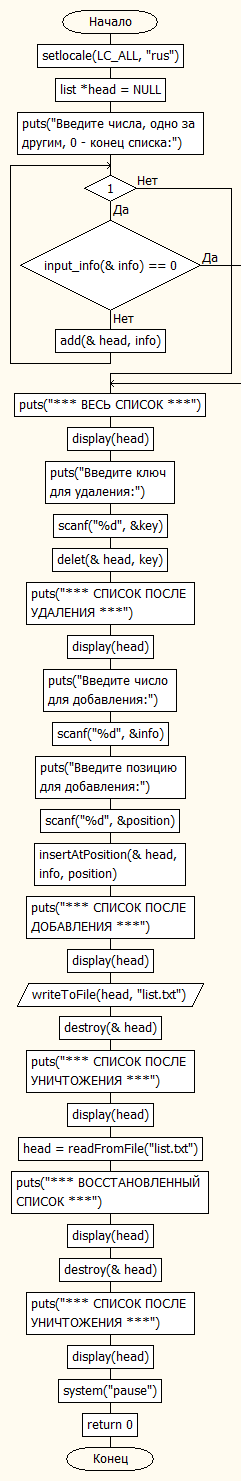 Начало
setlocale(LC_ALL, "rus")
list *head = NULL
puts("Введите числа, одно за
другим, 0 - конец списка:")
1
Нет
Да
input_info(& info) == 0
Да
Нет
add(& head, info)
puts("*** ВЕСЬ СПИСОК ***")
display(head)
puts("Введите ключ
для удаления:")
scanf("%d", &key)
delet(& head, key)
puts("*** СПИСОК ПОСЛЕ
УДАЛЕНИЯ ***")
display(head)
puts("Введите число
для добавления:")
scanf("%d", &info)
puts("Введите позицию
для добавления:")
scanf("%d", &position)
insertAtPosition(& head,
info, position)
puts("*** СПИСОК ПОСЛЕ
ДОБАВЛЕНИЯ ***")
display(head)
writeToFile(head, "list.txt")
destroy(& head)
puts("*** СПИСОК ПОСЛЕ
УНИЧТОЖЕНИЯ ***")
display(head)
head = readFromFile("list.txt")
puts("*** ВОССТАНОВЛЕННЫЙ
СПИСОК ***")
display(head)
destroy(& head)
puts("*** СПИСОК ПОСЛЕ
УНИЧТОЖЕНИЯ ***")
display(head)
system("pause")
return 0
Конец